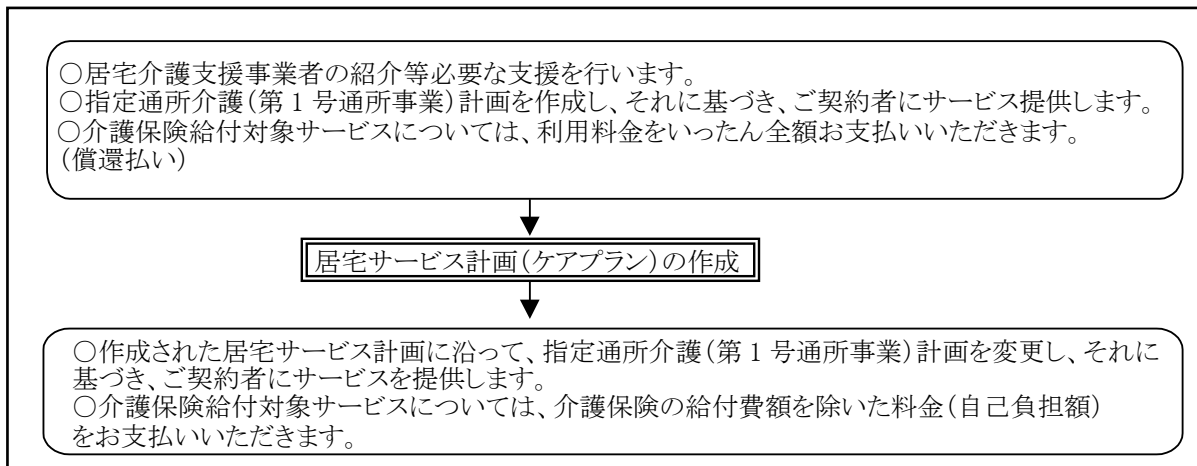 ○居宅介護支援事業者の紹介等必要な支援を行います。
○指定通所介護(第1号通所事業)計画を作成し、それに基づき、ご契約者にサービス提供します。
○介護保険給付対象サービスについては、利用料金をいったん全額お支払いいただきます。
(償還払い)
居宅サービス計画(ケアプラン)の作成
○作成された居宅サービス計画に沿って、指定通所介護(第1号通所事業)計画を変更し、それに
基づき、ご契約者にサービスを提供します。
○介護保険給付対象サービスについては、介護保険の給付費額を除いた料金(自己負担額)
をお支払いいただきます。